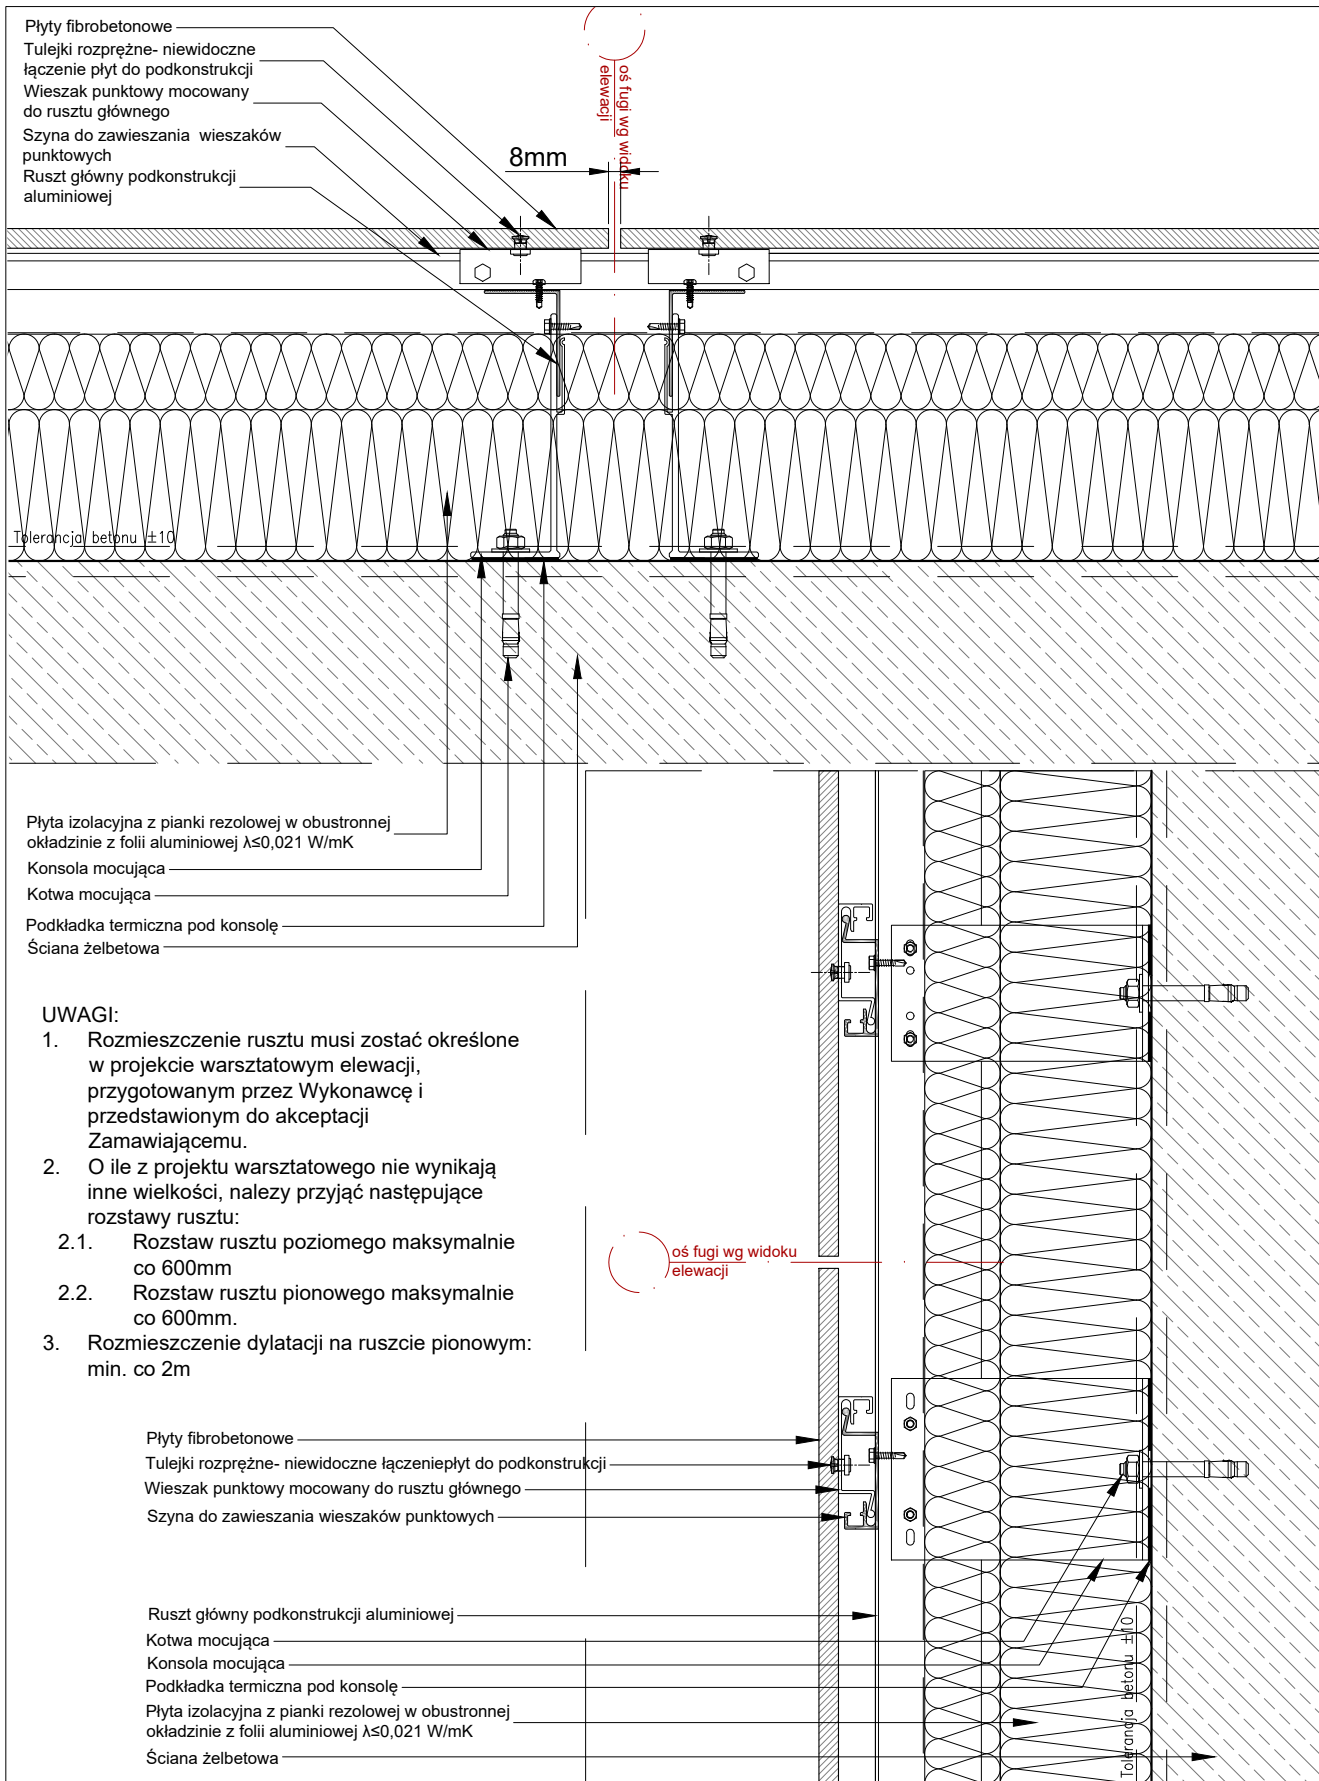 Płyty fibrobetonowe
Tulejki rozprężne- niewidoczne
łączenie płyt do podkonstrukcji
Wieszak punktowy mocowany
do rusztu głównego
Szyna do zawieszania wieszaków
punktowych
Ruszt główny podkonstrukcji
aluminiowej
oś fugi wg widoku
elewacji
8mm
Tolerancja betonu ±10
Płyta izolacyjna z pianki rezolowej w obustronnej
okładzinie z folii aluminiowej λ≤0,021 W/mK
Konsola mocująca
Kotwa mocująca
Podkładka termiczna pod konsolę
Ściana żelbetowa
UWAGI:
1. Rozmieszczenie rusztu musi zostać określone
w projekcie warsztatowym elewacji,
przygotowanym przez Wykonawcę i
przedstawionym do akceptacji
Zamawiającemu.
2. O ile z projektu warsztatowego nie wynikają
inne wielkości, nalezy przyjąć następujące
rozstawy rusztu:
2.1. Rozstaw rusztu poziomego maksymalnie
co 600mm
2.2. Rozstaw rusztu pionowego maksymalnie
co 600mm.
3. Rozmieszczenie dylatacji na ruszcie pionowym:
min. co 2m
oś fugi wg widoku
elewacji
Płyty fibrobetonowe
Tulejki rozprężne- niewidoczne łączeniepłyt do podkonstrukcji
Wieszak punktowy mocowany do rusztu głównego
Szyna do zawieszania wieszaków punktowych
Ruszt główny podkonstrukcji aluminiowej
Kotwa mocująca
Konsola mocująca
Podkładka termiczna pod konsolę
Płyta izolacyjna z pianki rezolowej w obustronnej
okładzinie z folii aluminiowej λ≤0,021 W/mK
Ściana żelbetowa
Tolerancja betonu ±10